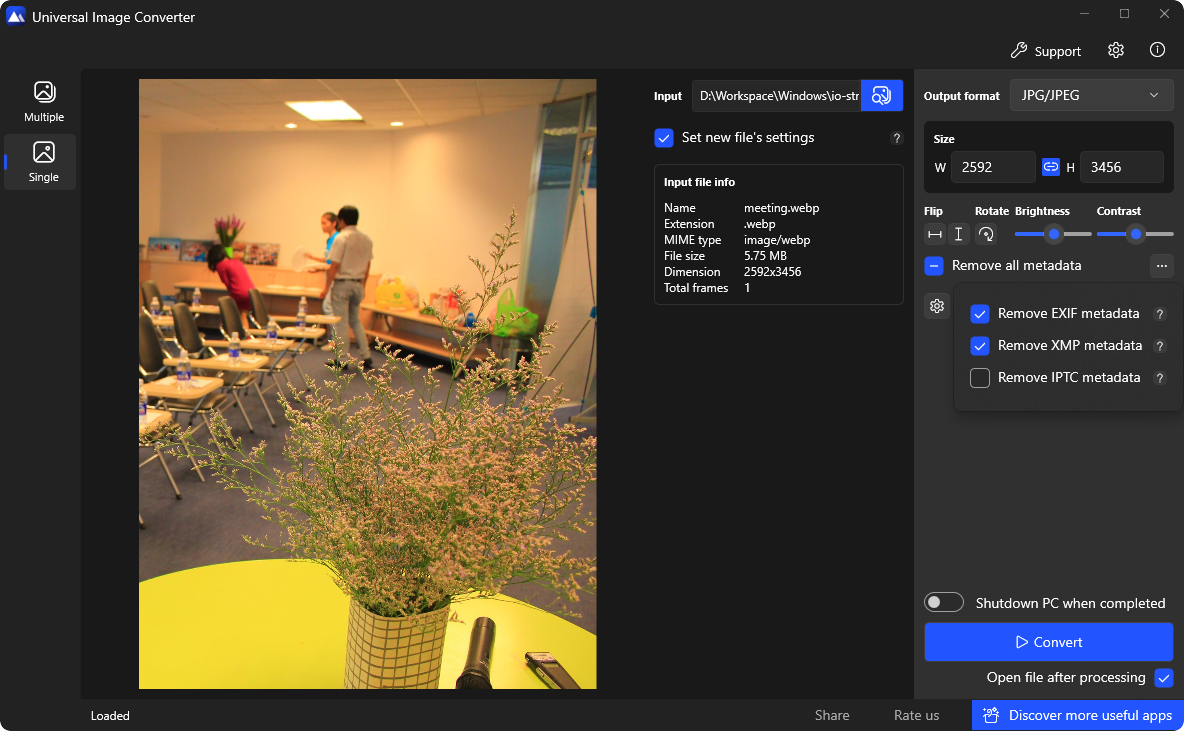 Universal Image Converter
Support
Multiple
Single
Input D:\Workspace\Windows\io-str
Set new file's settings ?
Input file info
Name meeting.webp
Extension .webp
MIME type image/webp
File size 5.75 MB
Dimension 2592x3456
Total frames 1
Output format JPG/JPEG
Size
W 2592 H 3456
Flip Rotate Brightness Contrast
Remove all metadata ...
Remove EXIF metadata ?
Remove XMP metadata ?
Remove IPTC metadata ?
Shutdown PC when completed
Convert
Open file after processing
Loaded Share Rate us Discover more useful apps